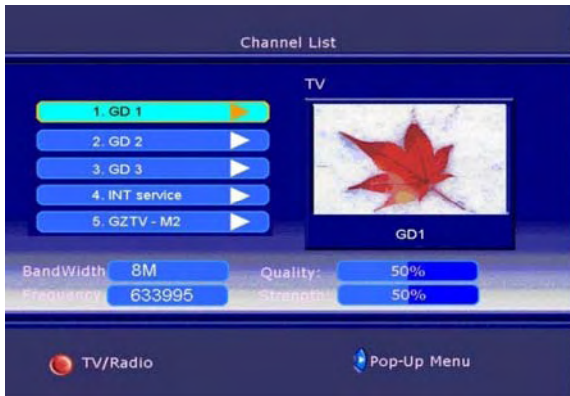 Channel List
TV
1. GD 1
2. GD 2
3. GD 3
4. INT service
5. GZTV - M2
GD1
BandWidth 8M
Quality: 50%
Frequency 633995
Strength: 50%
TV/Radio
Pop-Up Menu